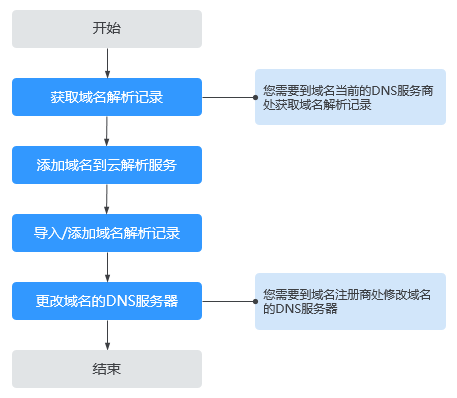 开始
获取域名解析记录
您需要到域名当前的DNS服务商
处获取域名解析记录
添加域名到云解析服务
导入/添加域名解析记录
更改域名的DNS服务器
您需要到域名注册商处修改域名
的DNS服务器
结束